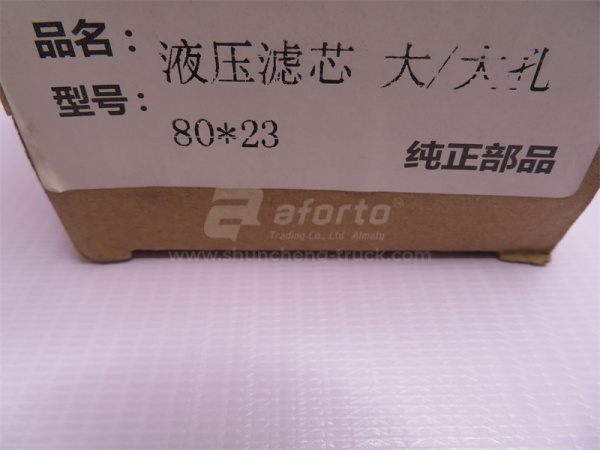 品名: 液压滤芯 大/大孔
型号: 80*23
纯正部品
aforto
Trading Co., Ltd. Almaty
www.shuncheng-truck.com